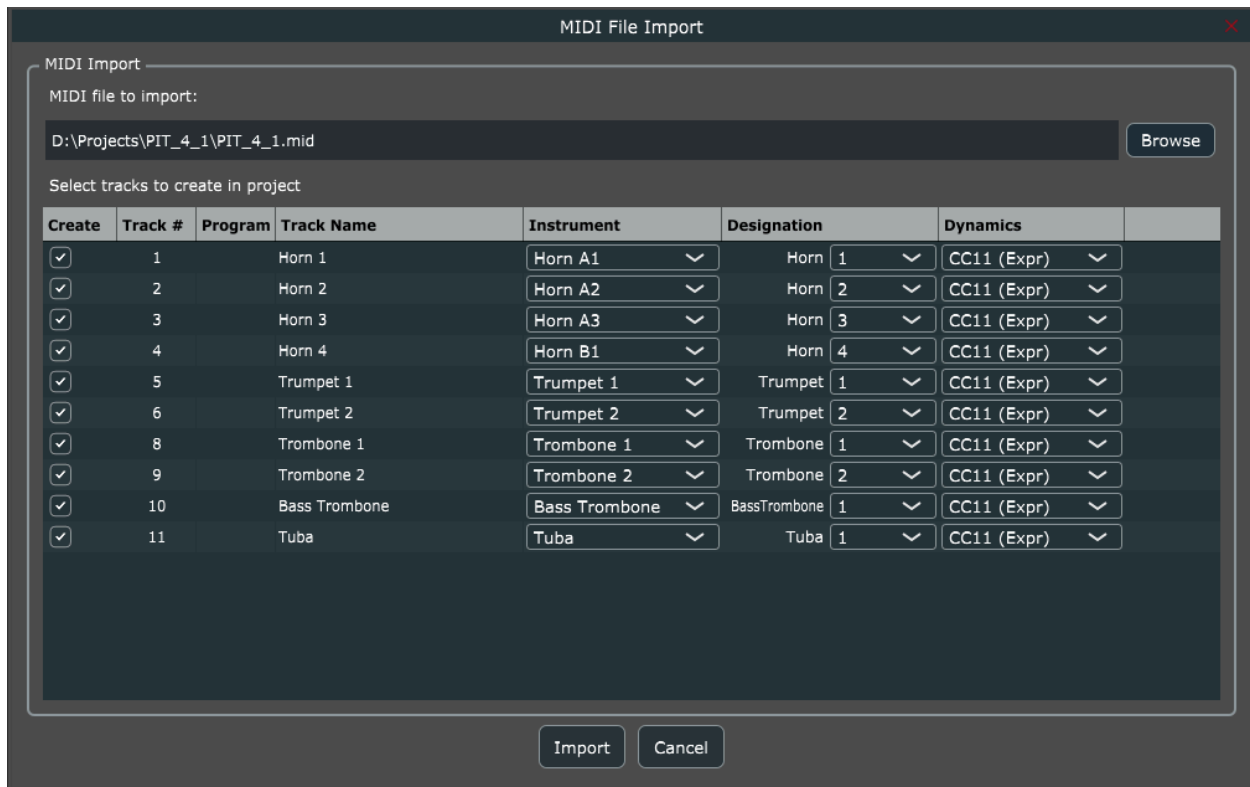 MIDI File Import
MIDI Import
MIDI file to import:
D:\Projects\PIT_4_1\PIT_4_1.mid Browse
Select tracks to create in project
Create Track # Program Track Name Instrument Designation Dynamics
1 Horn 1 Horn A1 Horn 1 CC11 (Expr)
2 Horn 2 Horn A2 Horn 2 CC11 (Expr)
3 Horn 3 Horn A3 Horn 3 CC11 (Expr)
4 Horn 4 Horn B1 Horn 4 CC11 (Expr)
5 Trumpet 1 Trumpet 1 Trumpet 1 CC11 (Expr)
6 Trumpet 2 Trumpet 2 Trumpet 2 CC11 (Expr)
8 Trombone 1 Trombone 1 Trombone 1 CC11 (Expr)
9 Trombone 2 Trombone 2 Trombone 2 CC11 (Expr)
10 Bass Trombone Bass Trombone BassTrombone 1 CC11 (Expr)
11 Tuba Tuba Tuba 1 CC11 (Expr)
Import Cancel